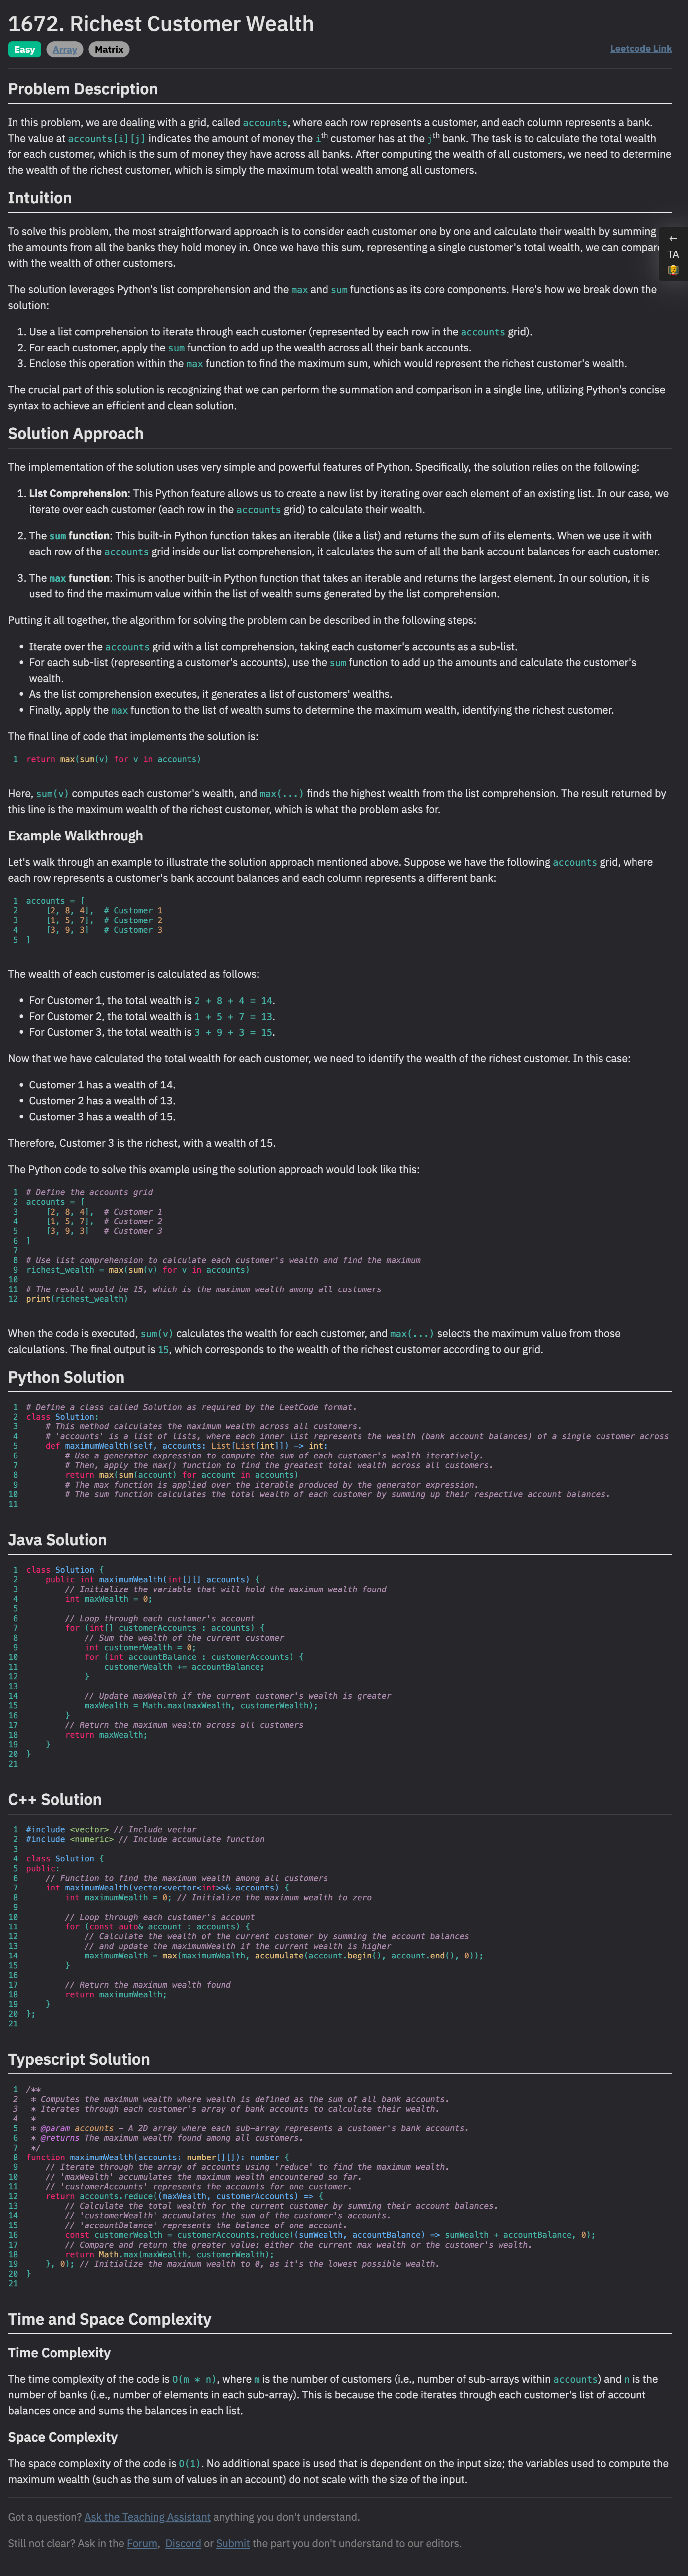 1672. Richest Customer Wealth
Easy Array Matrix Leetcode Link
Problem Description
In this problem, we are dealing with a grid, called accounts, where each row represents a customer, and each column represents a bank.
The value at accounts[i][j] indicates the amount of money the ith customer has at the jth bank. The task is to calculate the total wealth
for each customer, which is the sum of money they have across all banks. After computing the wealth of all customers, we need to determine
the wealth of the richest customer, which is simply the maximum total wealth among all customers.
Intuition
To solve this problem, the most straightforward approach is to consider each customer one by one and calculate their wealth by summing
the amounts from all the banks they hold money in. Once we have this sum, representing a single customer's total wealth, we can compare
with the wealth of other customers.
←
TA
The solution leverages Python's list comprehension and the max and sum functions as its core components. Here's how we break down the
solution:
1. Use a list comprehension to iterate through each customer (represented by each row in the accounts grid).
2. For each customer, apply the sum function to add up the wealth across all their bank accounts.
3. Enclose this operation within the max function to find the maximum sum, which would represent the richest customer's wealth.
The crucial part of this solution is recognizing that we can perform the summation and comparison in a single line, utilizing Python's concise
syntax to achieve an efficient and clean solution.
Solution Approach
The implementation of the solution uses very simple and powerful features of Python. Specifically, the solution relies on the following:
1. List Comprehension: This Python feature allows us to create a new list by iterating over each element of an existing list. In our case, we
iterate over each customer (each row in the accounts grid) to calculate their wealth.
2. The sum function: This built-in Python function takes an iterable (like a list) and returns the sum of its elements. When we use it with
each row of the accounts grid inside our list comprehension, it calculates the sum of all the bank account balances for each customer.
3. The max function: This is another built-in Python function that takes an iterable and returns the largest element. In our solution, it is
used to find the maximum value within the list of wealth sums generated by the list comprehension.
Putting it all together, the algorithm for solving the problem can be described in the following steps:
• Iterate over the accounts grid with a list comprehension, taking each customer's accounts as a sub-list.
• For each sub-list (representing a customer's accounts), use the sum function to add up the amounts and calculate the customer's
wealth.
• As the list comprehension executes, it generates a list of customers' wealths.
• Finally, apply the max function to the list of wealth sums to determine the maximum wealth, identifying the richest customer.
The final line of code that implements the solution is:
1 return max(sum(v) for v in accounts)
Here, sum(v) computes each customer's wealth, and max(...) finds the highest wealth from the list comprehension. The result returned by
this line is the maximum wealth of the richest customer, which is what the problem asks for.
Example Walkthrough
Let's walk through an example to illustrate the solution approach mentioned above. Suppose we have the following accounts grid, where
each row represents a customer's bank account balances and each column represents a different bank:
1 accounts = [
2     [2, 8, 4],  # Customer 1
3     [1, 5, 7],  # Customer 2
4     [3, 9, 3]   # Customer 3
5 ]
The wealth of each customer is calculated as follows:
• For Customer 1, the total wealth is 2 + 8 + 4 = 14.
• For Customer 2, the total wealth is 1 + 5 + 7 = 13.
• For Customer 3, the total wealth is 3 + 9 + 3 = 15.
Now that we have calculated the total wealth for each customer, we need to identify the wealth of the richest customer. In this case:
• Customer 1 has a wealth of 14.
• Customer 2 has a wealth of 13.
• Customer 3 has a wealth of 15.
Therefore, Customer 3 is the richest, with a wealth of 15.
The Python code to solve this example using the solution approach would look like this:
1 # Define the accounts grid
2 accounts = [
3     [2, 8, 4],  # Customer 1
4     [1, 5, 7],  # Customer 2
5     [3, 9, 3]   # Customer 3
6 ]
7
8 # Use list comprehension to calculate each customer's wealth and find the maximum
9 richest_wealth = max(sum(v) for v in accounts)
10
11 # The result would be 15, which is the maximum wealth among all customers
12 print(richest_wealth)
When the code is executed, sum(v) calculates the wealth for each customer, and max(...) selects the maximum value from those
calculations. The final output is 15, which corresponds to the wealth of the richest customer according to our grid.
Python Solution
1 # Define a class called Solution as required by the LeetCode format.
2 class Solution:
3     # This method calculates the maximum wealth across all customers.
4     # 'accounts' is a list of lists, where each inner list represents the wealth (bank account balances) of a single customer across
5     def maximumWealth(self, accounts: List[List[int]]) -> int:
6         # Use a generator expression to compute the sum of each customer's wealth iteratively.
7         # Then, apply the max() function to find the greatest total wealth across all customers.
8         return max(sum(account) for account in accounts)
9         # The max function is applied over the iterable produced by the generator expression.
10         # The sum function calculates the total wealth of each customer by summing up their respective account balances.
11
Java Solution
1 class Solution {
2     public int maximumWealth(int[][] accounts) {
3         // Initialize the variable that will hold the maximum wealth found
4         int maxWealth = 0;
5
6         // Loop through each customer's account
7         for (int[] customerAccounts : accounts) {
8             // Sum the wealth of the current customer
9             int customerWealth = 0;
10             for (int accountBalance : customerAccounts) {
11                 customerWealth += accountBalance;
12             }
13
14             // Update maxWealth if the current customer's wealth is greater
15             maxWealth = Math.max(maxWealth, customerWealth);
16         }
17         // Return the maximum wealth across all customers
18         return maxWealth;
19     }
20 }
21
C++ Solution
1 #include <vector> // Include vector
2 #include <numeric> // Include accumulate function
3
4 class Solution {
5 public:
6     // Function to find the maximum wealth among all customers
7     int maximumWealth(vector<vector<int>>& accounts) {
8         int maximumWealth = 0; // Initialize the maximum wealth to zero
9
10         // Loop through each customer's account
11         for (const auto& account : accounts) {
12             // Calculate the wealth of the current customer by summing the account balances
13             // and update the maximumWealth if the current wealth is higher
14             maximumWealth = max(maximumWealth, accumulate(account.begin(), account.end(), 0));
15         }
16
17         // Return the maximum wealth found
18         return maximumWealth;
19     }
20 };
21
Typescript Solution
1 /**
2  * Computes the maximum wealth where wealth is defined as the sum of all bank accounts.
3  * Iterates through each customer's array of bank accounts to calculate their wealth.
4  *
5  * @param accounts - A 2D array where each sub-array represents a customer's bank accounts.
6  * @returns The maximum wealth found among all customers.
7  */
8 function maximumWealth(accounts: number[][]): number {
9     // Iterate through the array of accounts using 'reduce' to find the maximum wealth.
10     // 'maxWealth' accumulates the maximum wealth encountered so far.
11     // 'customerAccounts' represents the accounts for one customer.
12     return accounts.reduce((maxWealth, customerAccounts) => {
13         // Calculate the total wealth for the current customer by summing their account balances.
14         // 'customerWealth' accumulates the sum of the customer's accounts.
15         // 'accountBalance' represents the balance of one account.
16         const customerWealth = customerAccounts.reduce((sumWealth, accountBalance) => sumWealth + accountBalance, 0);
17         // Compare and return the greater value: either the current max wealth or the customer's wealth.
18         return Math.max(maxWealth, customerWealth);
19     }, 0); // Initialize the maximum wealth to 0, as it's the lowest possible wealth.
20 }
21
Time and Space Complexity
Time Complexity
The time complexity of the code is O(m * n), where m is the number of customers (i.e., number of sub-arrays within accounts) and n is the
number of banks (i.e., number of elements in each sub-array). This is because the code iterates through each customer's list of account
balances once and sums the balances in each list.
Space Complexity
The space complexity of the code is O(1). No additional space is used that is dependent on the input size; the variables used to compute the
maximum wealth (such as the sum of values in an account) do not scale with the size of the input.
Got a question? Ask the Teaching Assistant anything you don't understand.
Still not clear? Ask in the Forum, Discord or Submit the part you don't understand to our editors.